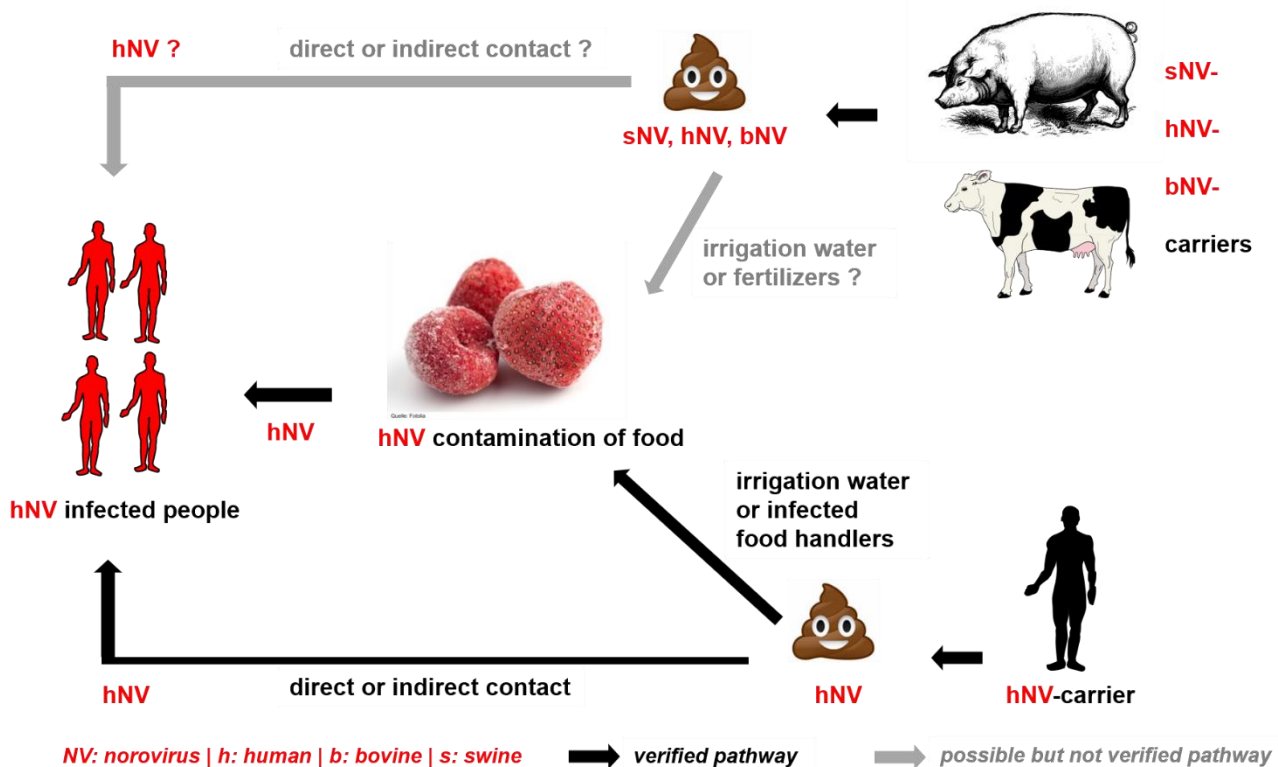 hNV ?
direct or indirect contact ?
sNV, hNV, bNV
sNV-
hNV-
bNV-
carriers
irrigation water
or fertilizers ?
Quelle: Fotolia
hNV
hNV contamination of food
hNV infected people
irrigation water
or infected
food handlers
hNV
direct or indirect contact
hNV
hNV-carrier
NV: norovirus | h: human | b: bovine | s: swine
verified pathway
possible but not verified pathway